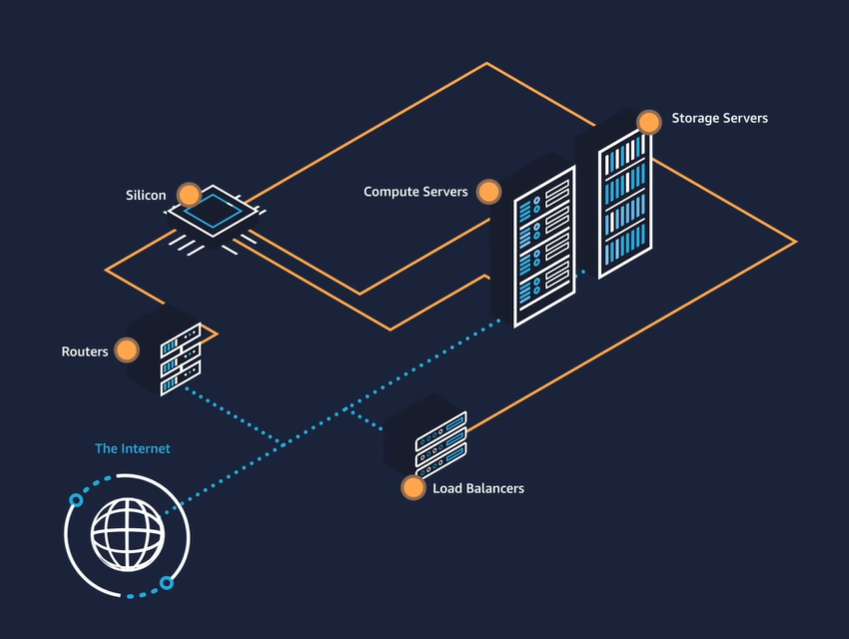 Storage Servers
Silicon
Compute Servers
Routers
The Internet
Load Balancers